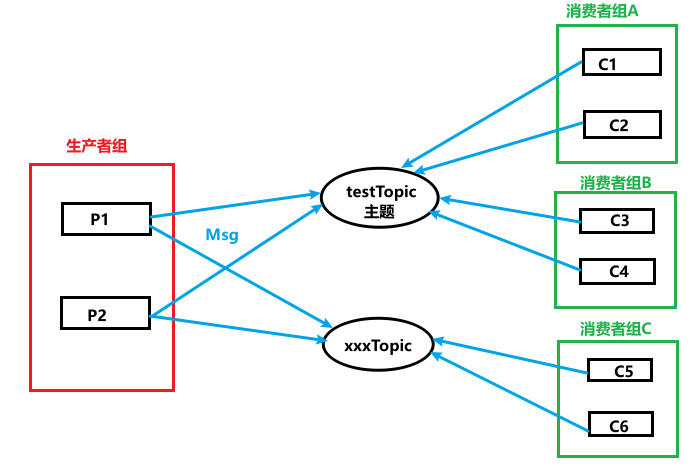 消费者组A
C1
C2
生产者组
P1
P2
Msg
testTopic
主题
xxxTopic
消费者组B
C3
C4
消费者组C
C5
C6